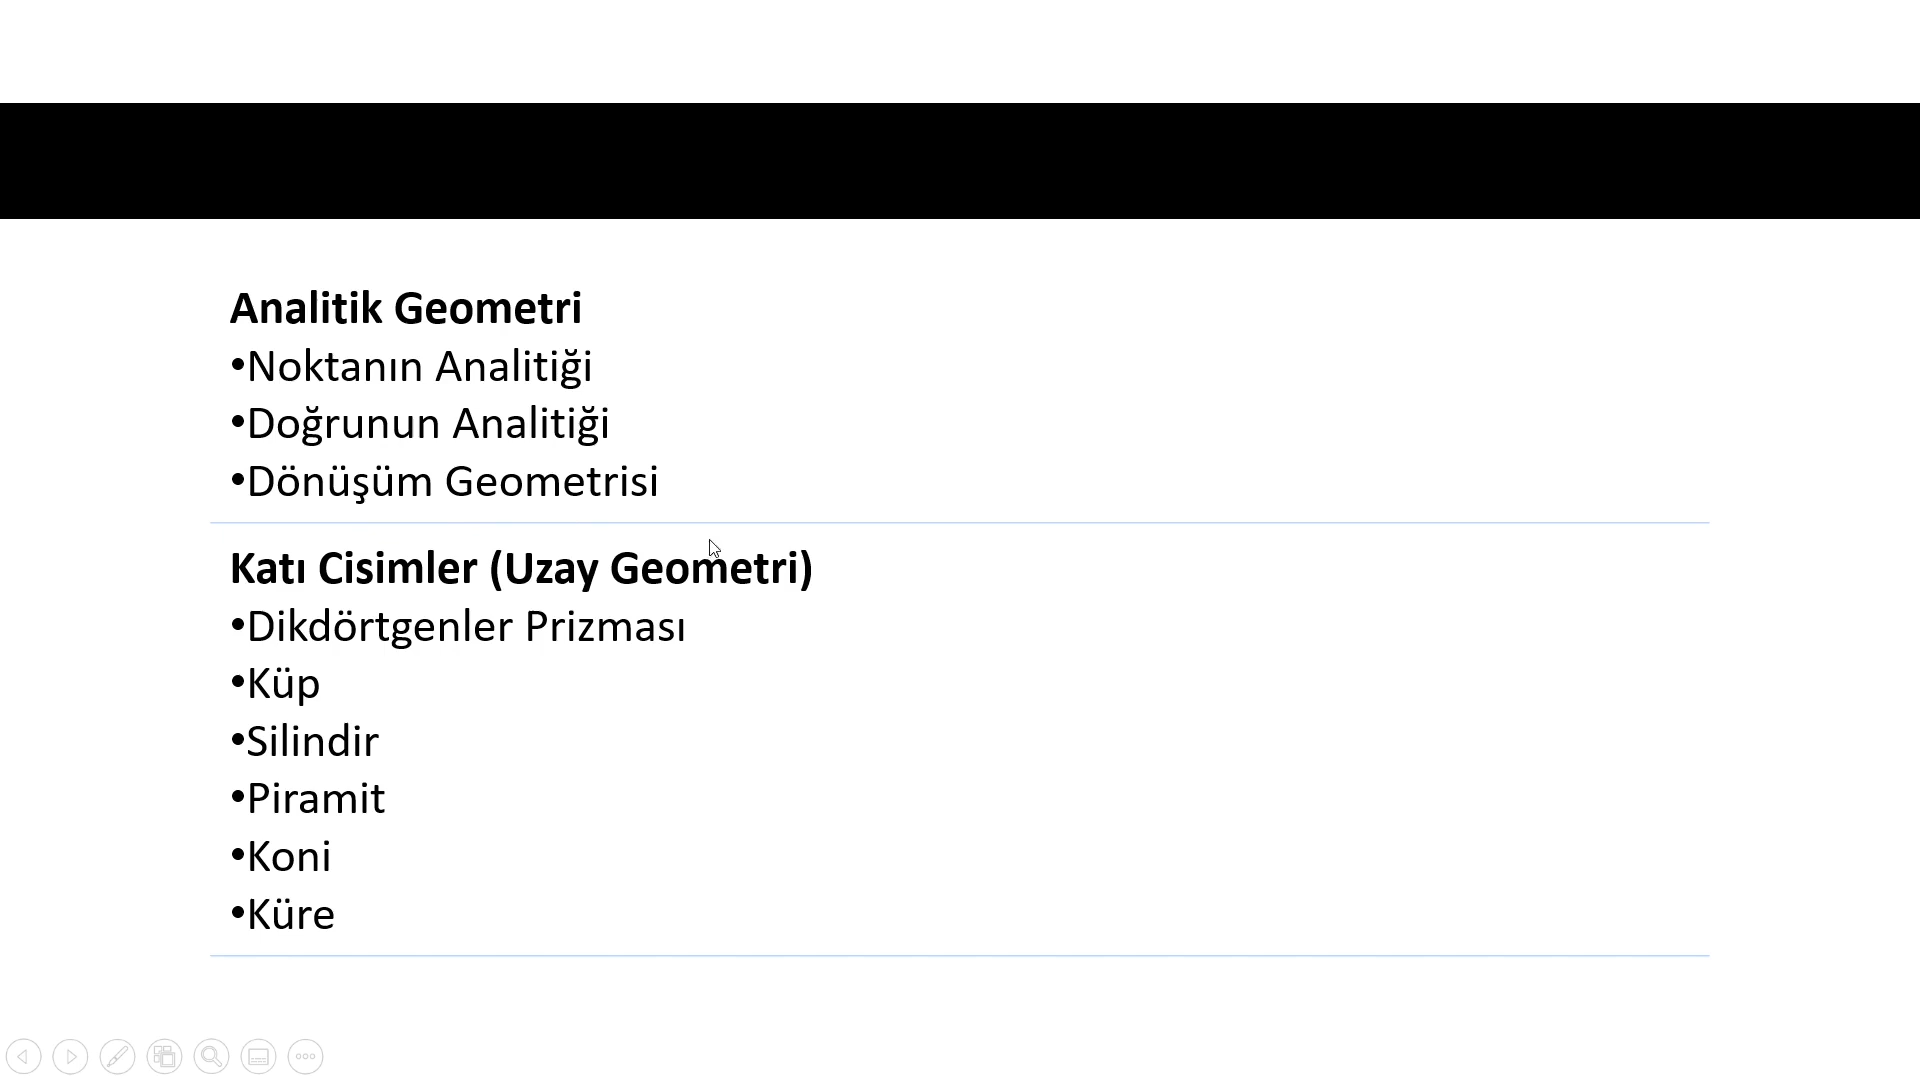 Analitik Geometri
•Noktanın Analitiği
•Doğrunun Analitiği
•Dönüşüm Geometrisi
Katı Cisimler (Uzay Geometri)
•Dikdörtgenler Prizması
•Küp
•Silindir
•Piramit
•Koni
•Küre